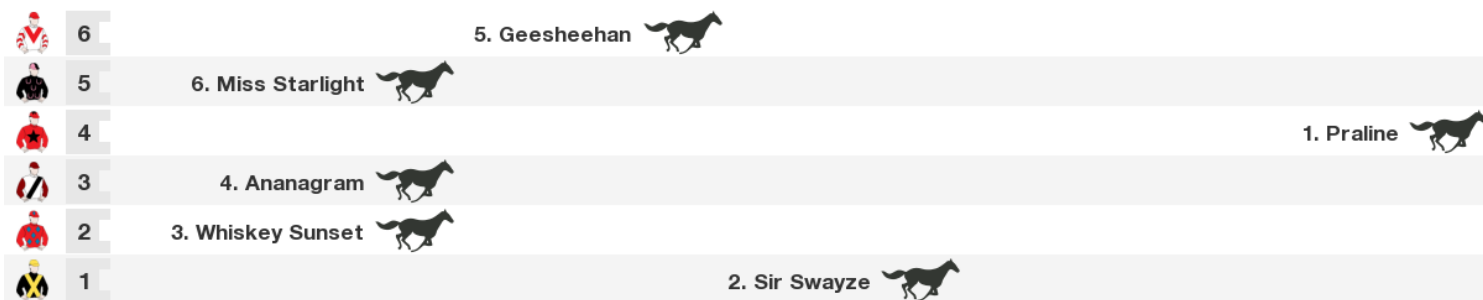 6 5. Geesheehan
5 6. Miss Starlight
4 1. Praline
3 4. Ananagram
2 3. Whiskey Sunset
1 2. Sir Swayze